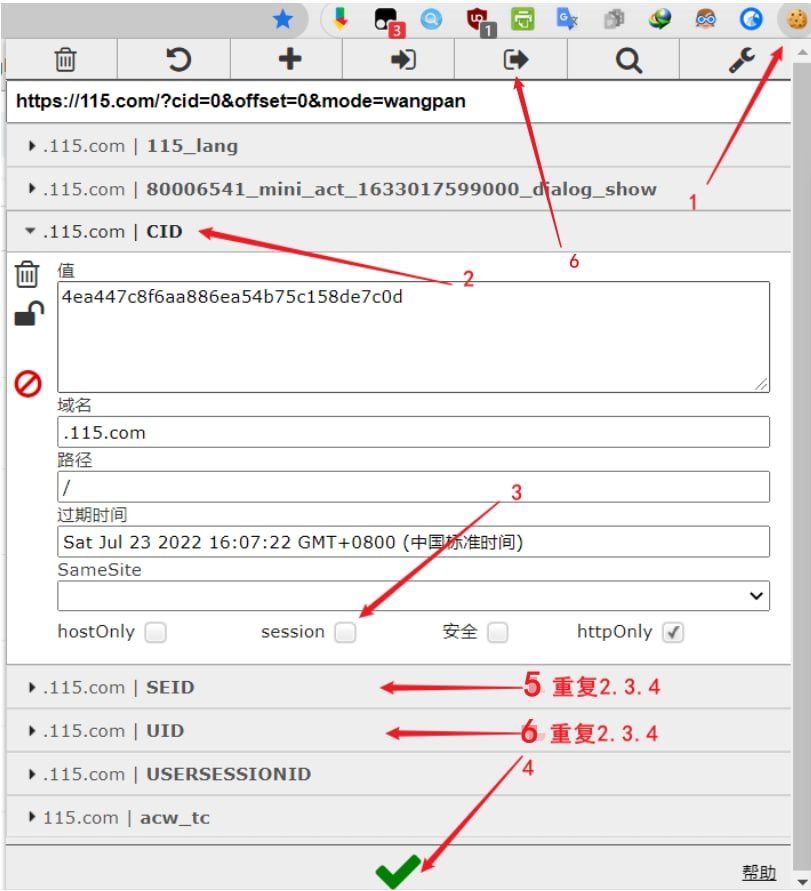 3
1
https://115.com/?cid=0&offset=0&mode=wangpan
.115.com | 115_lang
.115.com | 80006541_mini_act_1633017599000_dialog_show
1
.115.com | CID
6
2
值
4ea447c8f6aa886ea54b75c158de7c0d
域名
.115.com
路径
/
3
过期时间
Sat Jul 23 2022 16:07:22 GMT+0800 (中国标准时间)
SameSite
hostOnly session 安全 httpOnly
.115.com | SEID 5 重复2.3.4
.115.com | UID 6 重复2.3.4
4
.115.com | USERSESSIONID
115.com | acw_tc
帮助